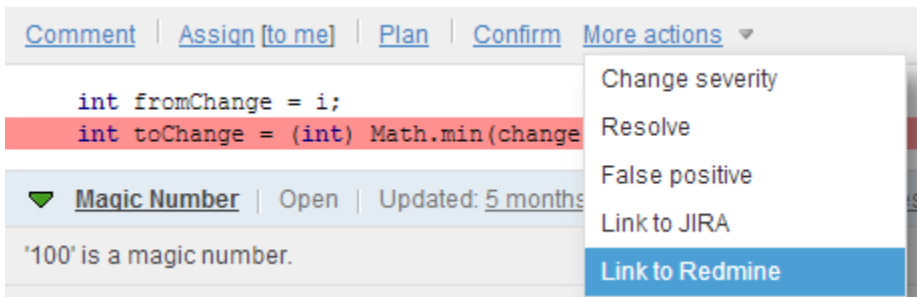 Comment Assign [to me] Plan Confirm More actions
Change severity
int fromChange = i;
Resolve
int toChange = (int) Math.min(change
False positive
Magic Number | Open | Updated: 5 months
Link to JIRA
'100' is a magic number.
Link to Redmine